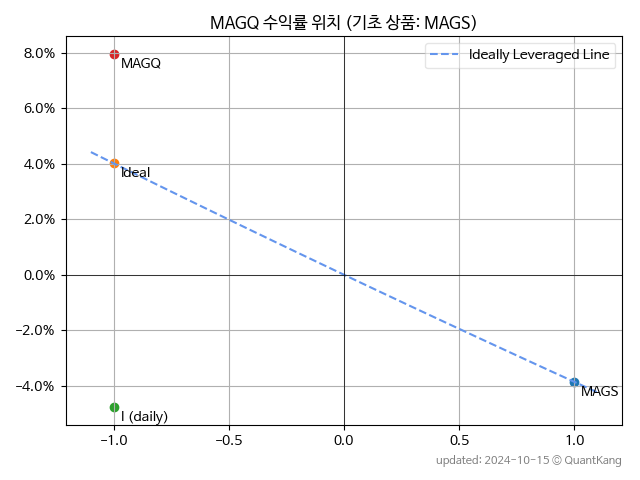 MAGQ 수익률 위치 (기초 상품: MAGS)
8.0%
6.0%
4.0%
2.0%
0.0%
-2.0%
-4.0%
Ideally Leveraged Line
MAGQ
Ideal
MAGS
I (daily)
-1.0
-0.5
0.0
0.5
1.0
updated: 2024-10-15 © QuantKang